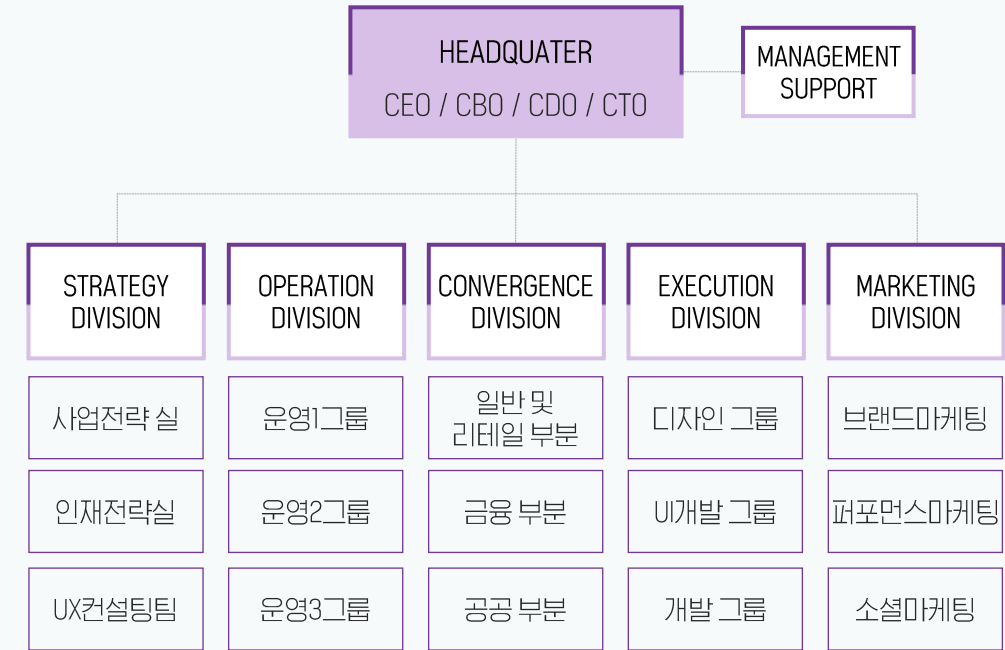 HEADQUATER
CEO / CBO / CDO / CTO
MANAGEMENT
SUPPORT
STRATEGY
DIVISION
OPERATION
DIVISION
CONVERGENCE
DIVISION
EXECUTION
DIVISION
MARKETING
DIVISION
사업전략 실
운영1그룹
일반 및
리테일 부분
디자인 그룹
브랜드마케팅
인재전략실
운영2그룹
금융 부분
UI개발 그룹
퍼포먼스마케팅
UX컨설팅팀
운영3그룹
공공 부분
개발 그룹
소셜마케팅